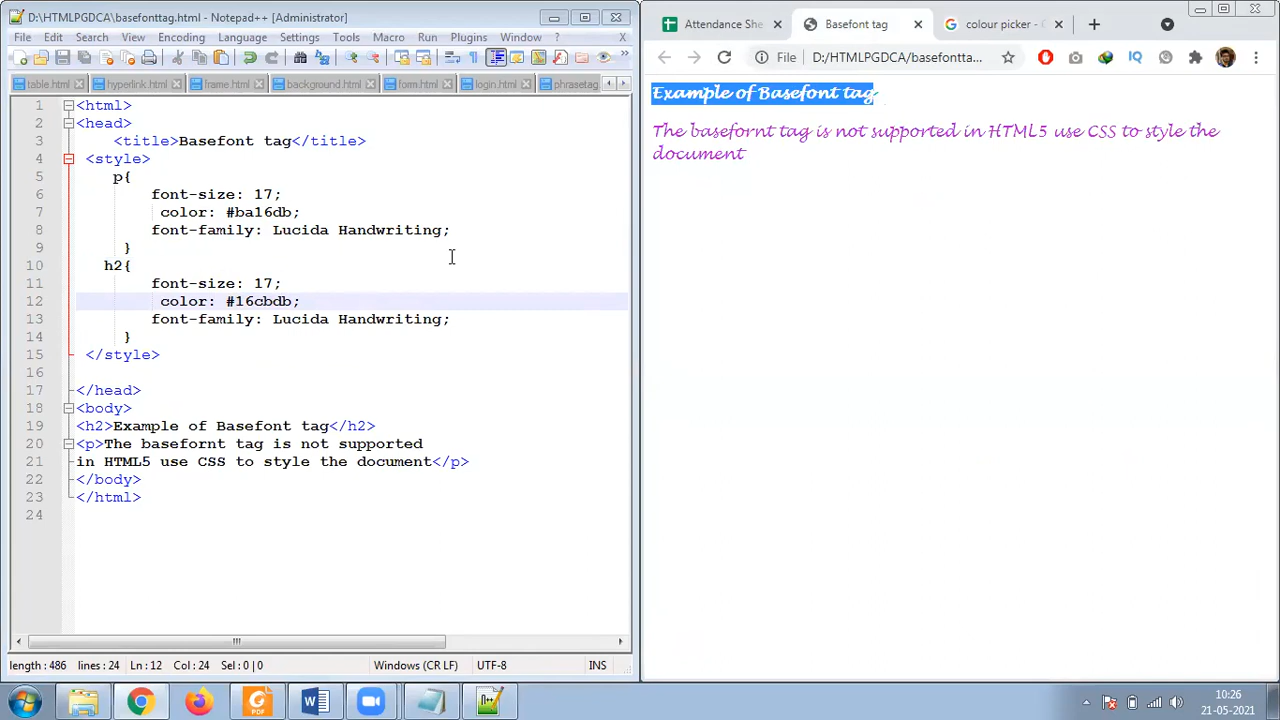 D:\HTMLPGDCA\basefonttag.html - Notepad++ [Administrator]
File Edit Search View Encoding Language Settings Tools Macro Run Plugins Window ? X
table.html hyperlink.html frame.html background.html form.html login.html phrasetag
1 <html>
2 <head>
3 <title>Basefont tag</title>
4 <style>
5 p{
6 font-size: 17;
7 color: #ba16db;
8 font-family: Lucida Handwriting;
9 }
10 h2{
11 font-size: 17;
12 color: #16cbdb;
13 font-family: Lucida Handwriting;
14 }
15 </style>
16
17 </head>
18 <body>
19 <h2>Example of Basefont tag</h2>
20 <p>The basefornt tag is not supported
21 in HTML5 use CSS to style the document</p>
22 </body>
23 </html>
24
length : 486 lines : 24 Ln : 12 Col : 24 Sel : 0 | 0 Windows (CR LF) UTF-8 INS
Attendance She Basefont tag colour picker - G
File D:/HTMLPGDCA/basefontta...
IQ
Example of Basefont tag
The basefornt tag is not supported in HTML5 use CSS to style the
document
PDF
10:26
21-05-2021